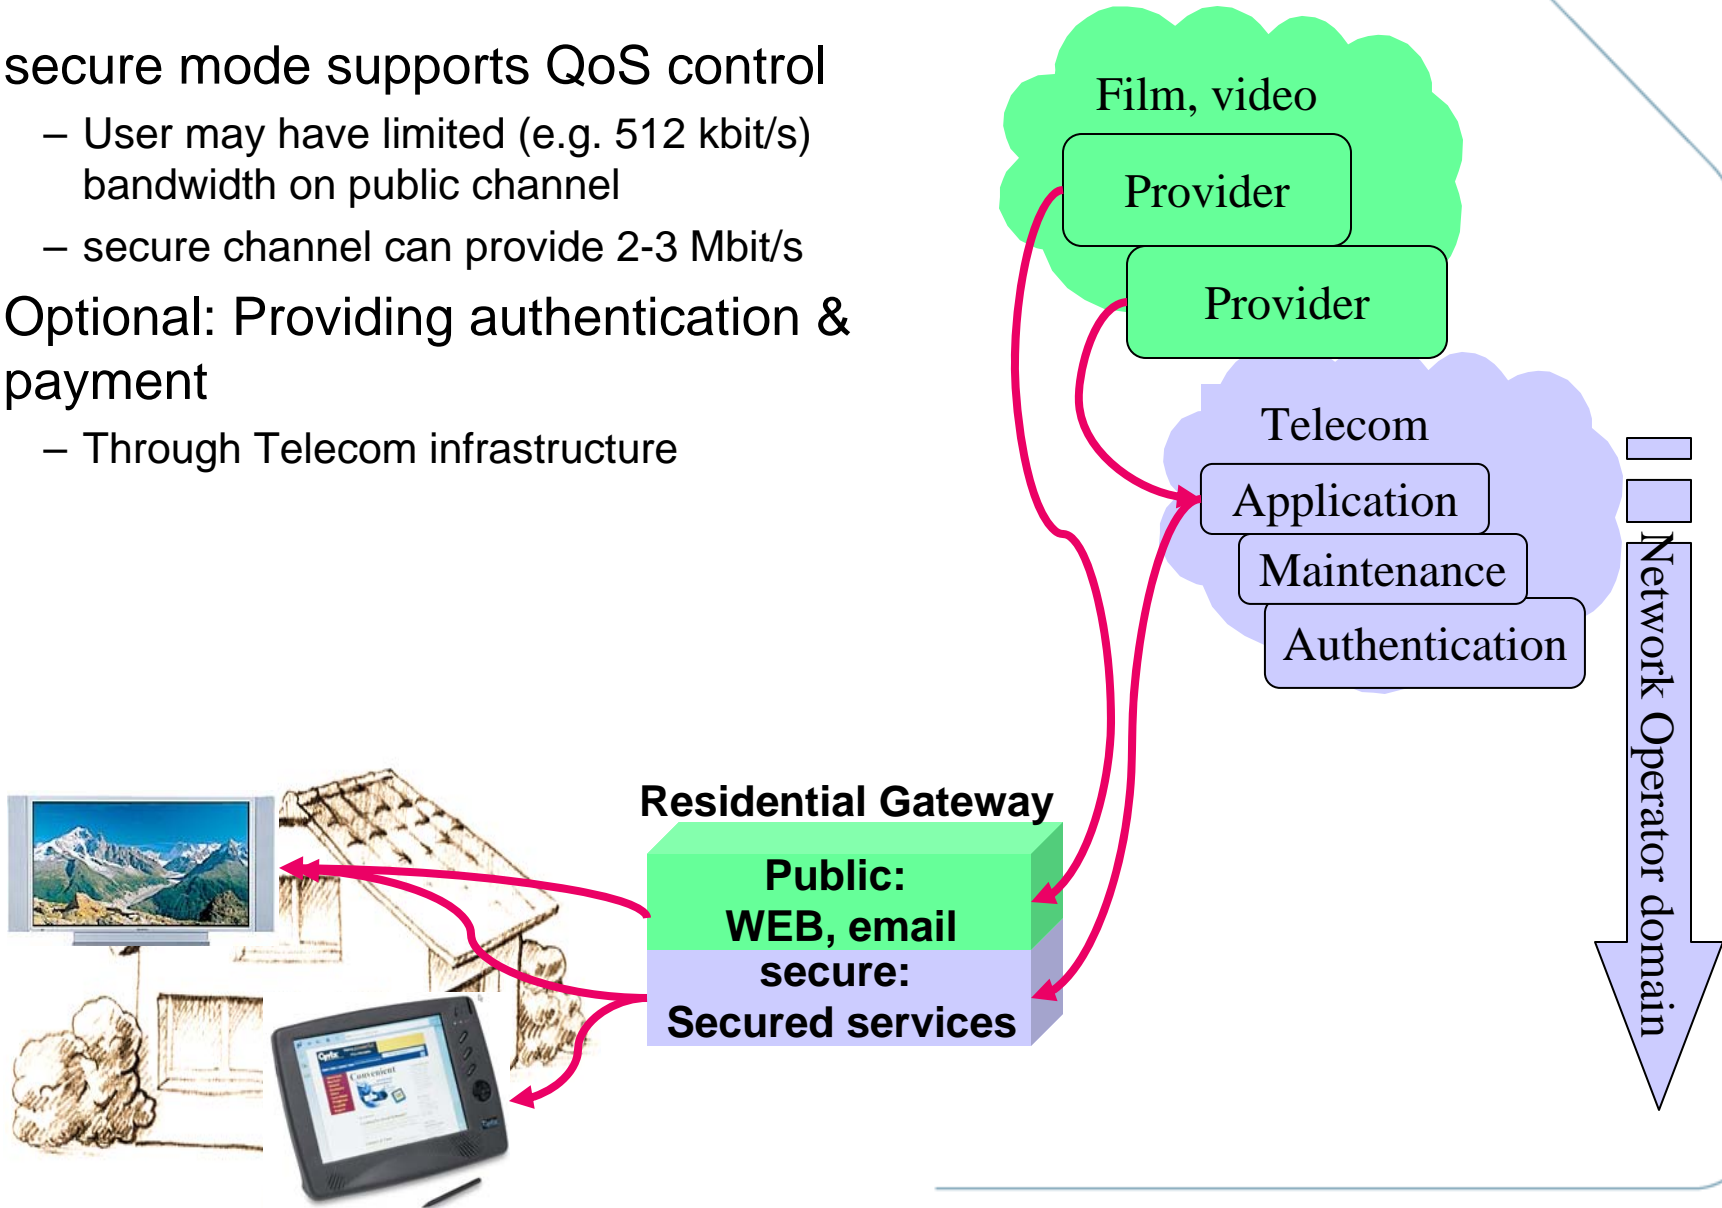 secure mode supports QoS control
– User may have limited (e.g. 512 kbit/s)
bandwidth on public channel
– secure channel can provide 2-3 Mbit/s
Optional: Providing authentication &
payment
– Through Telecom infrastructure
Film, video
Provider
Provider
Telecom
Application
Maintenance
Authentication
Network Operator domain
Residential Gateway
Public:
WEB, email
secure:
Secured services
Convenient